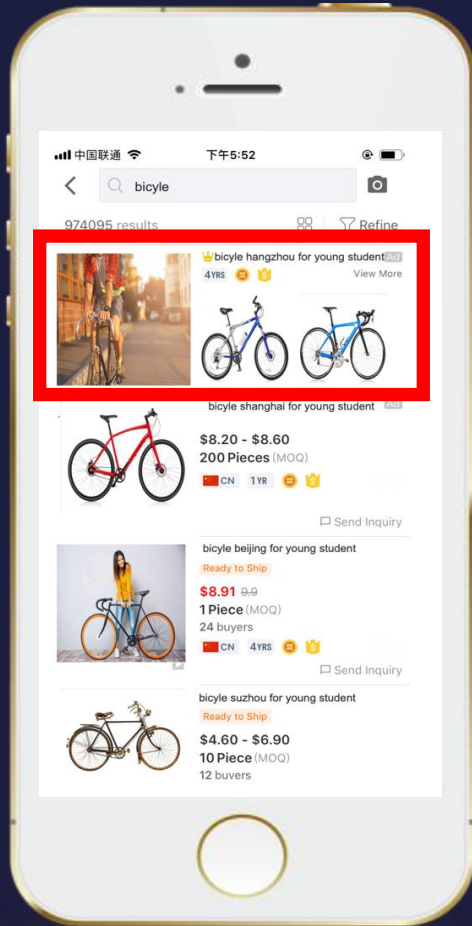 中国联通 下午5:52
bicyle
974095 results Refine
bicyle hangzhou for young student Ad
4YRS View More
bicyle shanghai for young student Ad
$8.20 - $8.60
200 Pieces (MOQ)
CN 1YR
Send Inquiry
bicyle beijing for young student
Ready to Ship
$8.91 9.9
1 Piece (MOQ)
24 buyers
CN 4YRS
Send Inquiry
bicyle suzhou for young student
Ready to Ship
$4.60 - $6.90
10 Piece (MOQ)
12 buyers